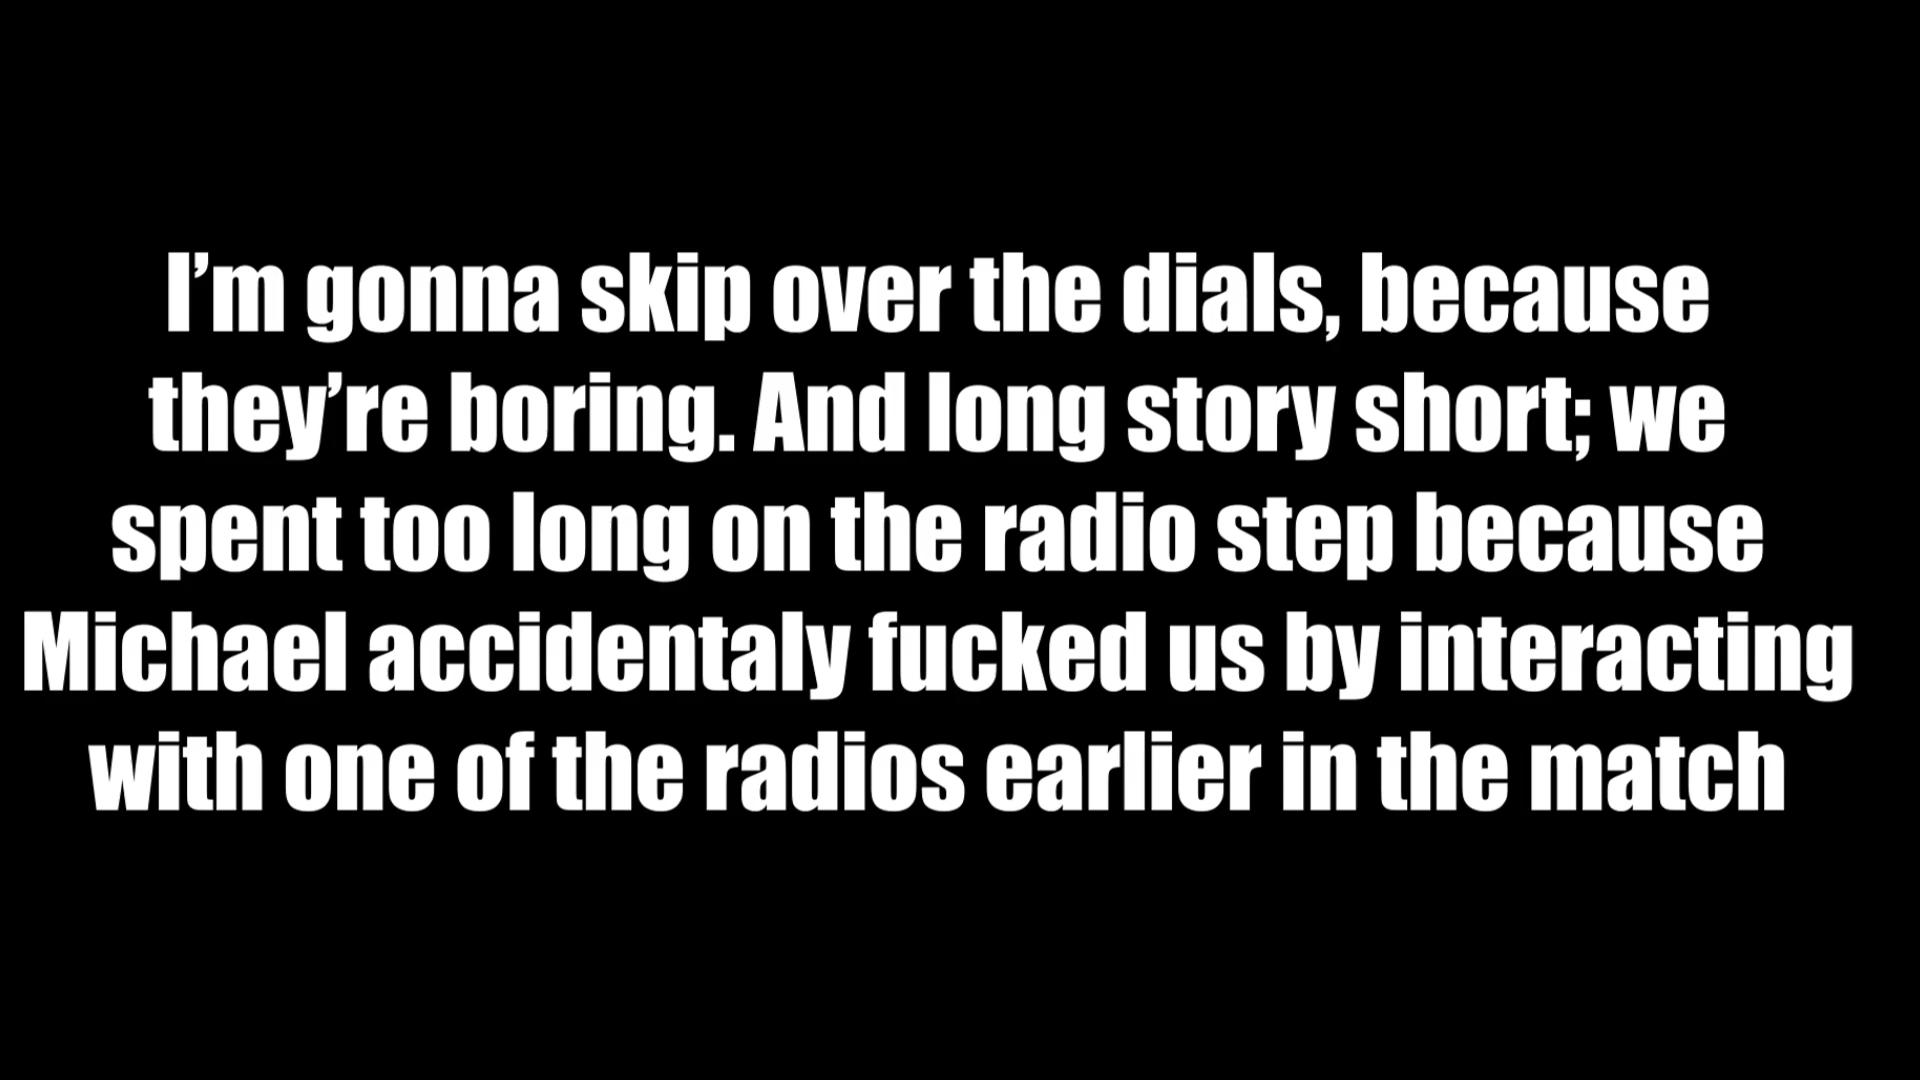 I’m gonna skip over the dials, because
they’re boring. And long story short; we
spent too long on the radio step because
Michael accidentaly fucked us by interacting
with one of the radios earlier in the match